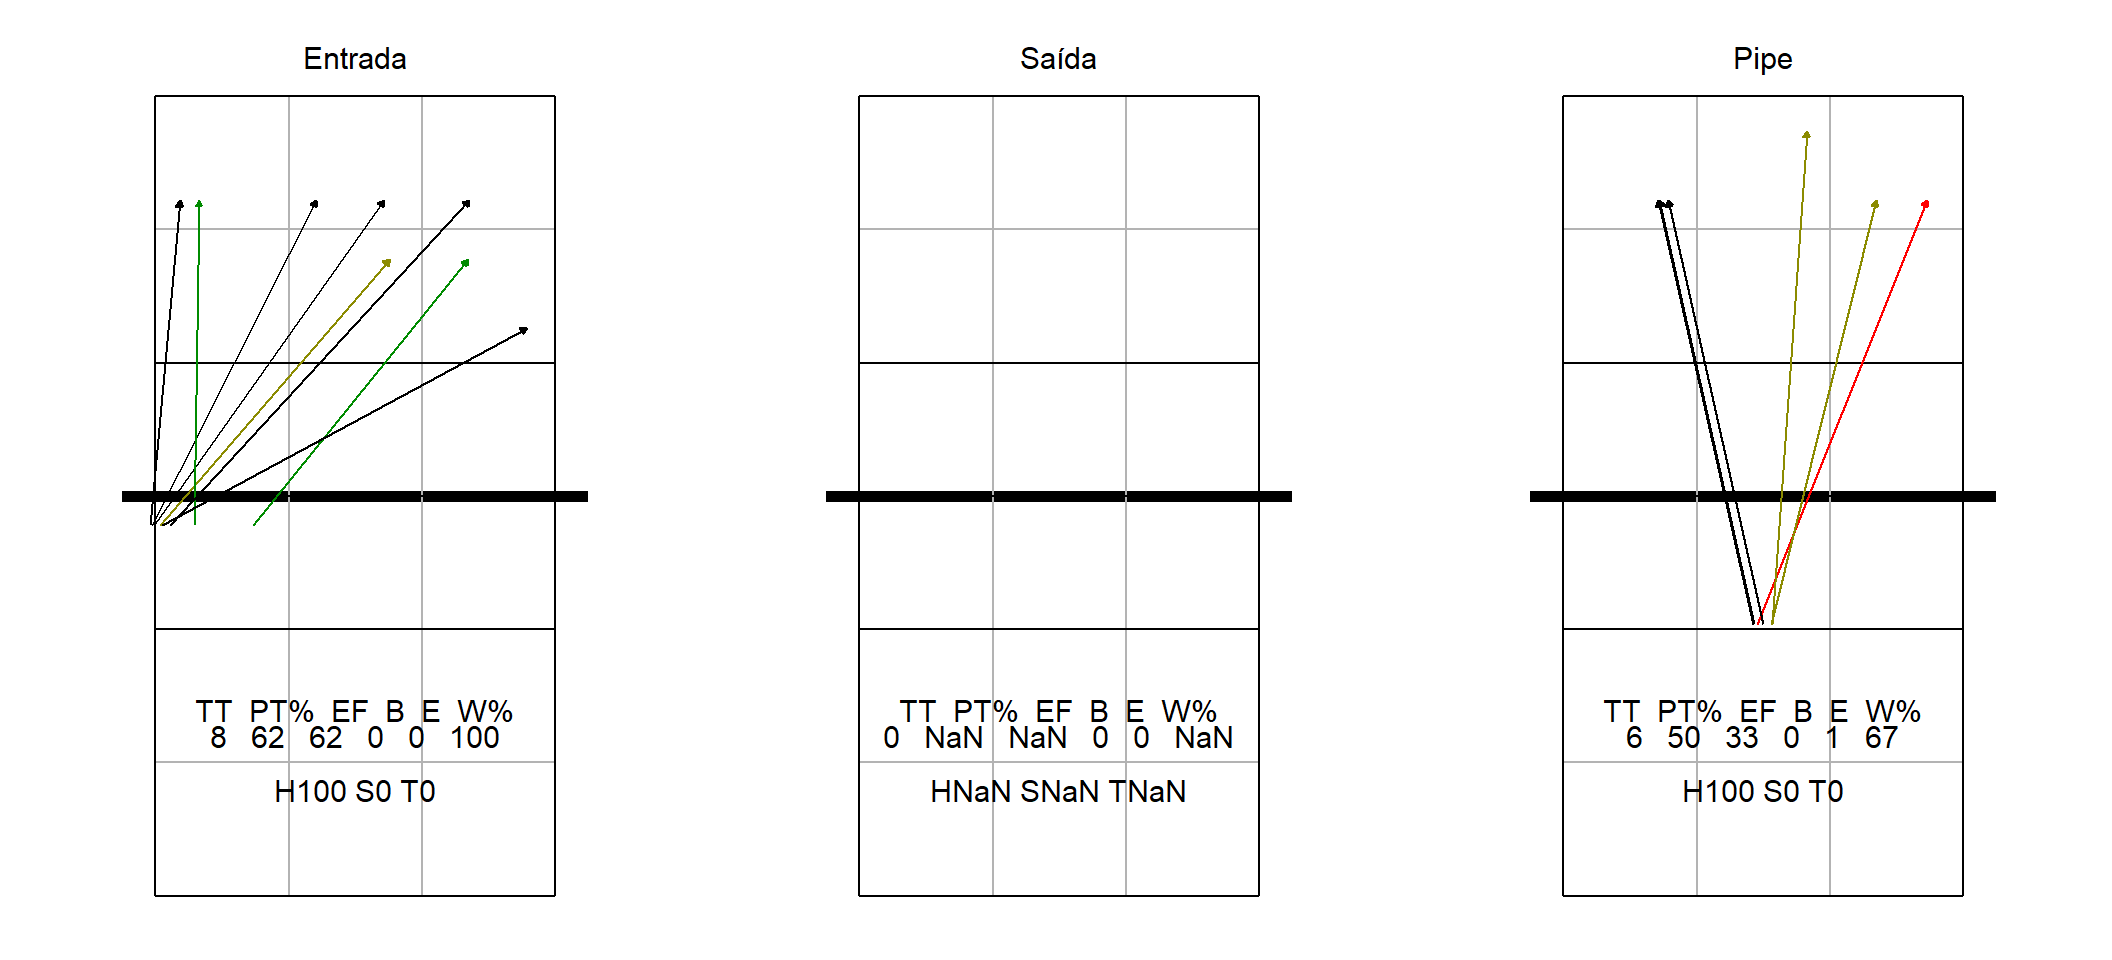 Entrada
TT PT% EF B E W%
8 62 62 0 0 100
H100 S0 T0
Saída
TT PT% EF B E W%
0 NaN NaN 0 0 NaN
HNaN SNaN TNaN
Pipe
TT PT% EF B E W%
6 50 33 0 1 67
H100 S0 T0